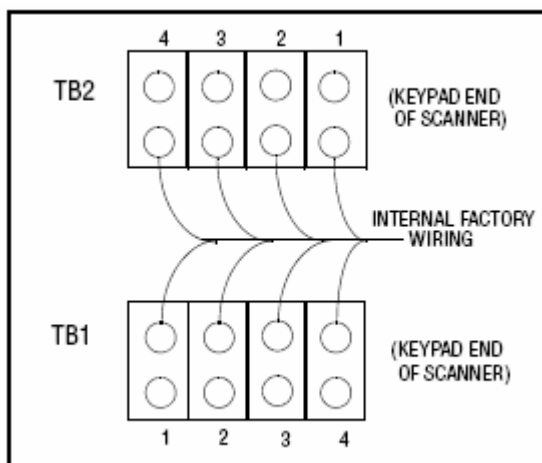 4 3 2 1
TB2
(KEYPAD END
OF SCANNER)
INTERNAL FACTORY
WIRING
TB1
(KEYPAD END
OF SCANNER)
1 2 3 4